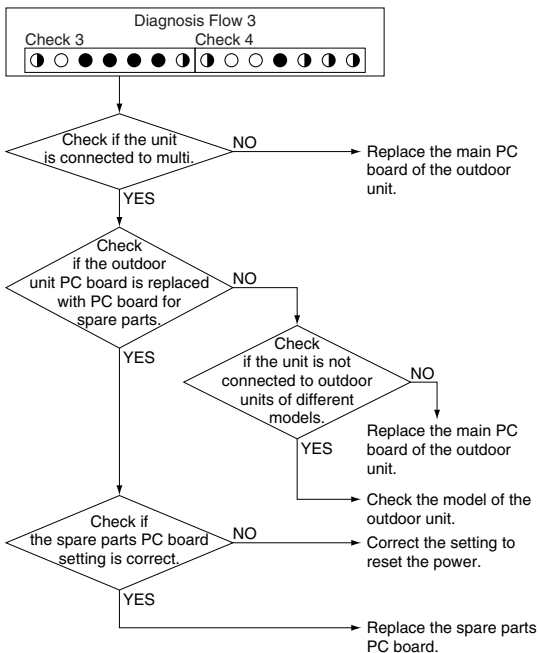 Diagnosis Flow 3
Check 3
Check 4
Check if the unit
is connected to multi.
NO
Replace the main PC
board of the outdoor
unit.
YES
Check
if the outdoor
unit PC board is replaced
with PC board for
spare parts.
NO
YES
Check
if the unit is not
connected to outdoor
units of different
models.
NO
Replace the main PC
board of the outdoor
unit.
YES
Check the model of the
outdoor unit.
Check if
the spare parts PC board
setting is correct.
NO
Correct the setting to
reset the power.
YES
Replace the spare parts
PC board.